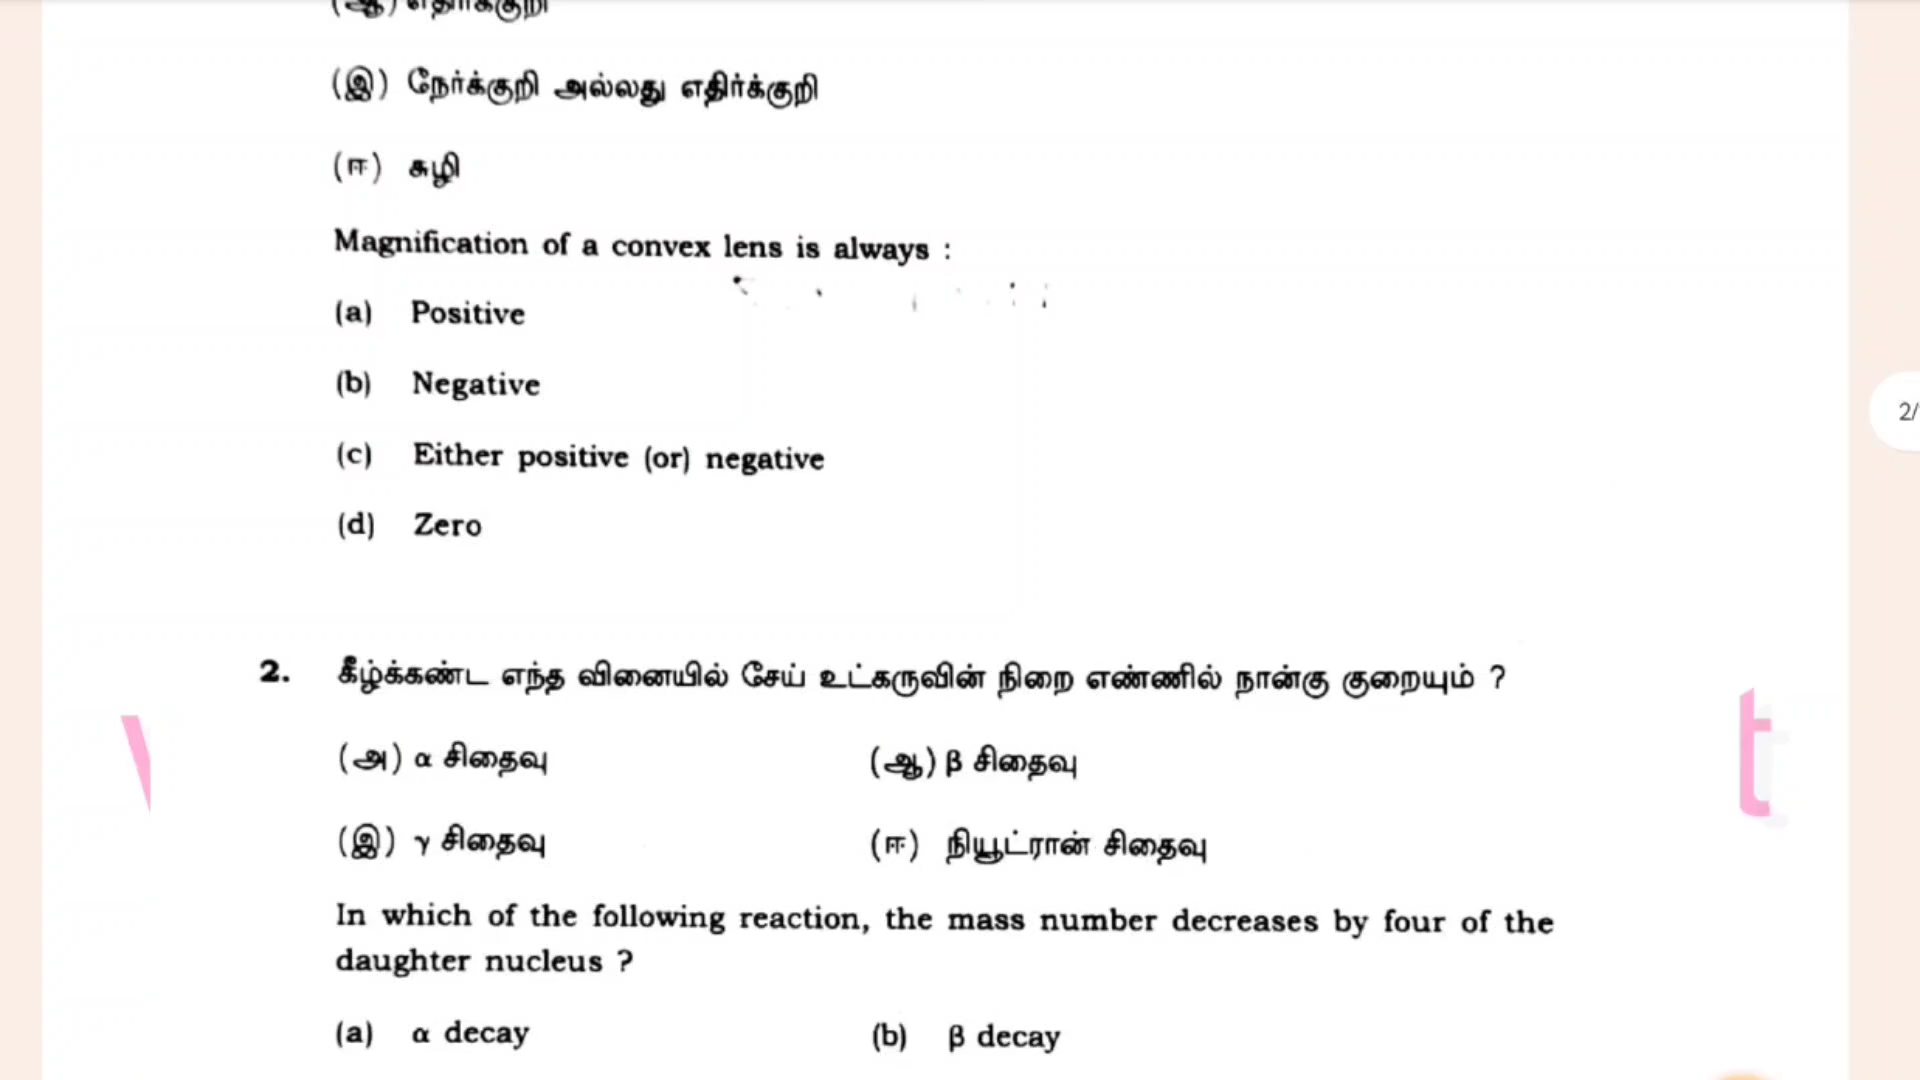 (ஆ) எதிர்க்குறி
(இ) நேர்க்குறி அல்லது எதிர்க்குறி
(ஈ) சுழி
Magnification of a convex lens is always :
(a) Positive
(b) Negative
(c) Either positive (or) negative
(d) Zero
2/
2. கீழ்க்கண்ட எந்த வினையில் சேய் உட்கருவின் நிறை எண்ணில் நான்கு குறையும் ?
(அ) α சிதைவு (ஆ) β சிதைவு
(இ) γ சிதைவு (ஈ) நியூட்ரான் சிதைவு
In which of the following reaction, the mass number decreases by four of the
daughter nucleus ?
(a) α decay (b) β decay
t